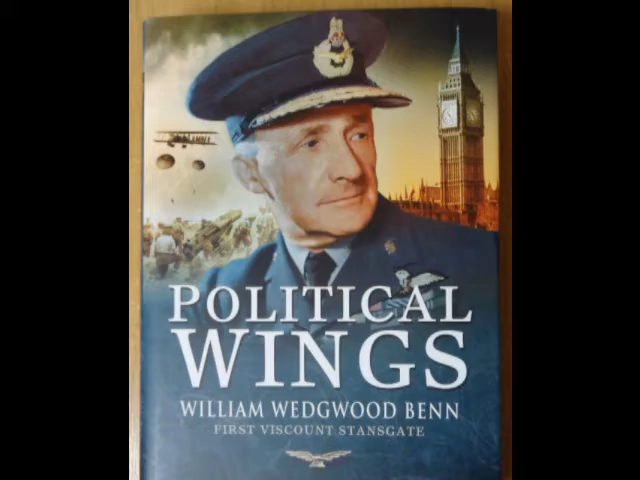 POLITICAL
WINGS
WILLIAM WEDGWOOD BENN
FIRST VISCOUNT STANSGATE